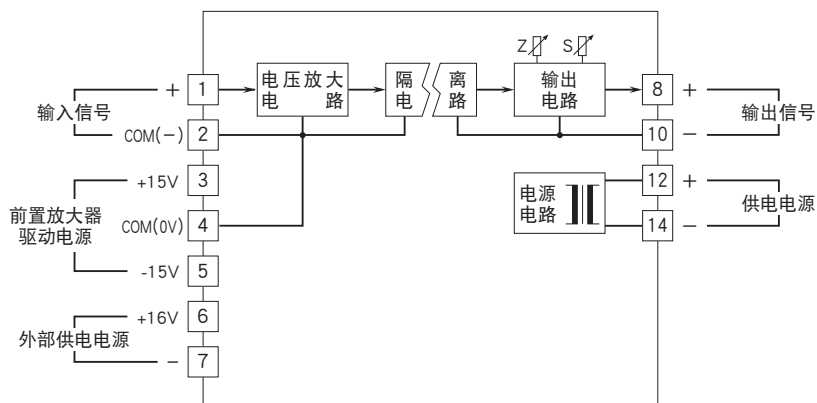 Z S
+ 1 电压放大 隔 离 输出 8 +
电 路 电 路 电路
输入信号 输出信号
COM(−) 2 10 −
+15V 3 12 +
前置放大器 电源 供电电源
驱动电源 COM(0V) 4 电路 14 −
-15V 5
+16V 6
外部供电电源
− 7